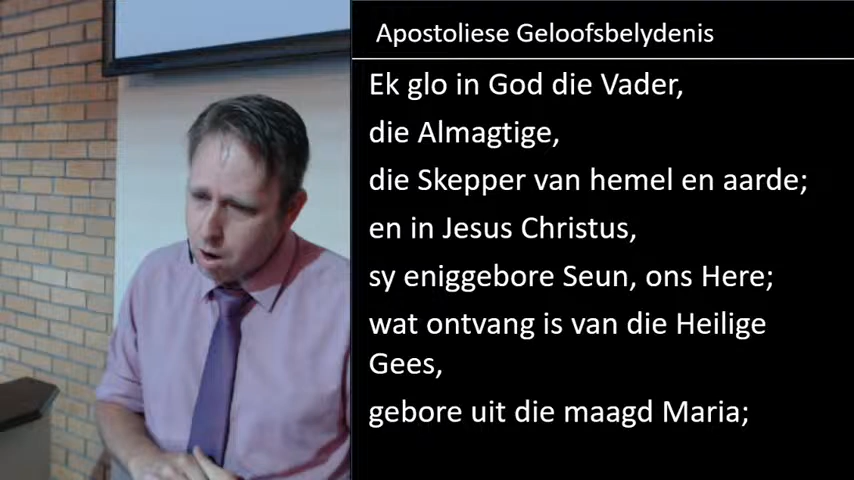 Apostoliese Geloofsbelydenis
Ek glo in God die Vader,
die Almagtige,
die Skepper van hemel en aarde;
en in Jesus Christus,
sy eniggebore Seun, ons Here;
wat ontvang is van die Heilige
Gees,
gebore uit die maagd Maria;